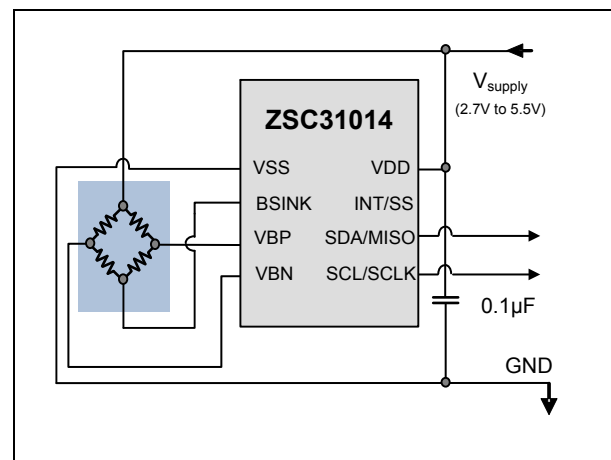 V supply
(2.7V to 5.5V)
ZSC31014
VSS VDD
BSINK INT/SS
VBP SDA/MISO
VBN SCL/SCLK
0.1µF
GND